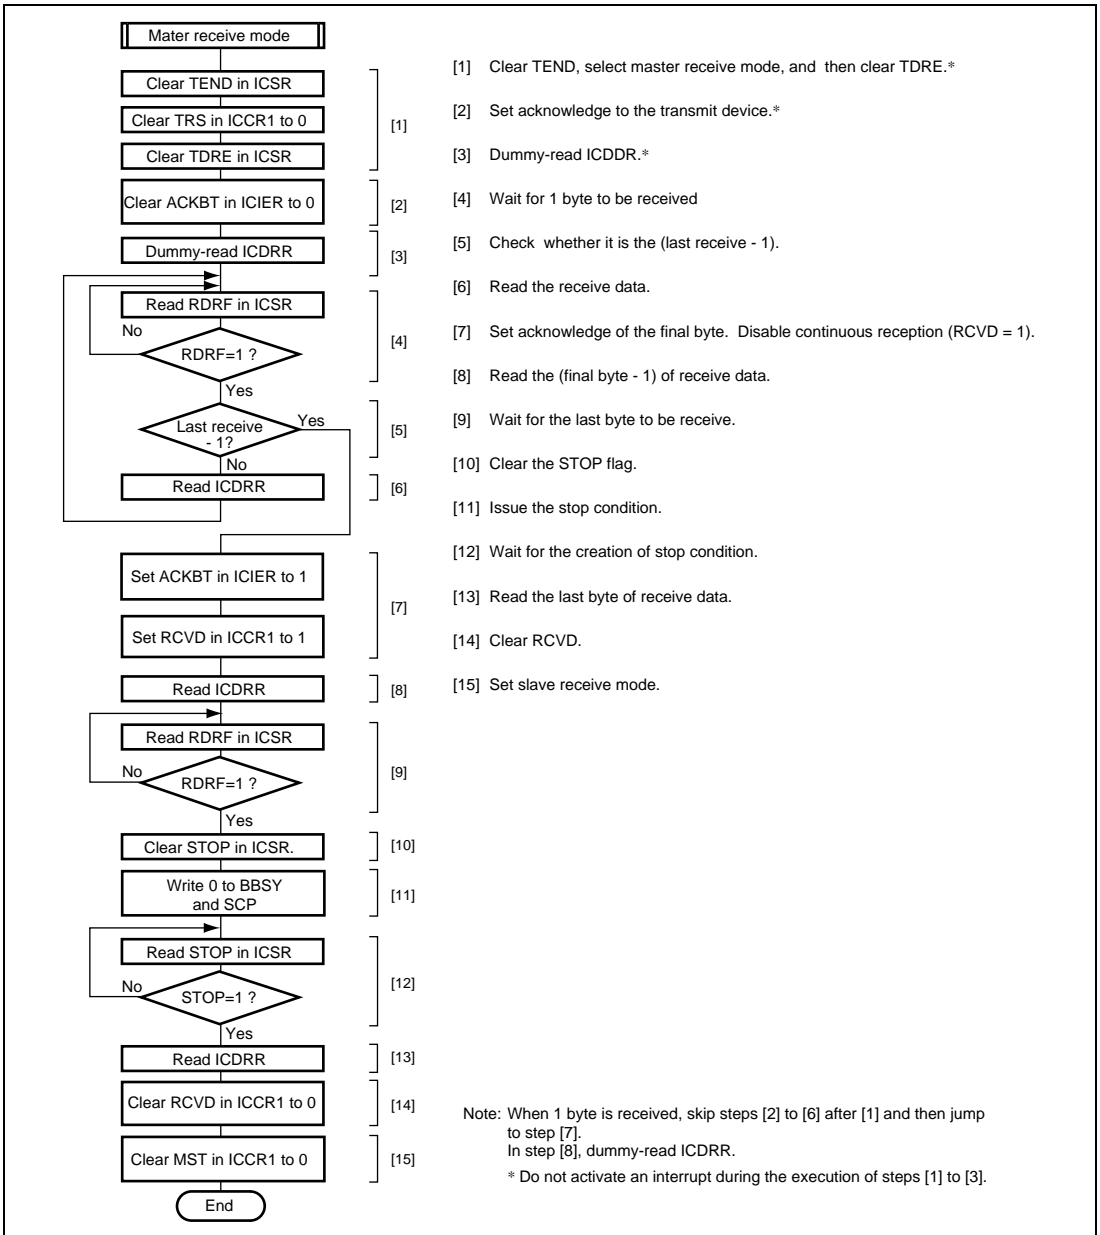 Mater receive mode
Clear TEND in ICSR
Clear TRS in ICCR1 to 0
Clear TDRE in ICSR
[1]
Clear ACKBT in ICIER to 0
[2]
Dummy-read ICDRR
[3]
Read RDRF in ICSR
No
RDRF=1 ?
[4]
Yes
Last receive
- 1?
Yes
[5]
No
Read ICDRR
[6]
Set ACKBT in ICIER to 1
[7]
Set RCVD in ICCR1 to 1
Read ICDRR
[8]
Read RDRF in ICSR
No
RDRF=1 ?
[9]
Yes
Clear STOP in ICSR.
[10]
Write 0 to BBSY
and SCP
[11]
Read STOP in ICSR
No
STOP=1 ?
[12]
Yes
Read ICDRR
[13]
Clear RCVD in ICCR1 to 0
[14]
Clear MST in ICCR1 to 0
[15]
End
[1] Clear TEND, select master receive mode, and then clear TDRE.*
[2] Set acknowledge to the transmit device.*
[3] Dummy-read ICDDR.*
[4] Wait for 1 byte to be received
[5] Check whether it is the (last receive - 1).
[6] Read the receive data.
[7] Set acknowledge of the final byte. Disable continuous reception (RCVD = 1).
[8] Read the (final byte - 1) of receive data.
[9] Wait for the last byte to be receive.
[10] Clear the STOP flag.
[11] Issue the stop condition.
[12] Wait for the creation of stop condition.
[13] Read the last byte of receive data.
[14] Clear RCVD.
[15] Set slave receive mode.
Note: When 1 byte is received, skip steps [2] to [6] after [1] and then jump
to step [7].
In step [8], dummy-read ICDRR.
* Do not activate an interrupt during the execution of steps [1] to [3].